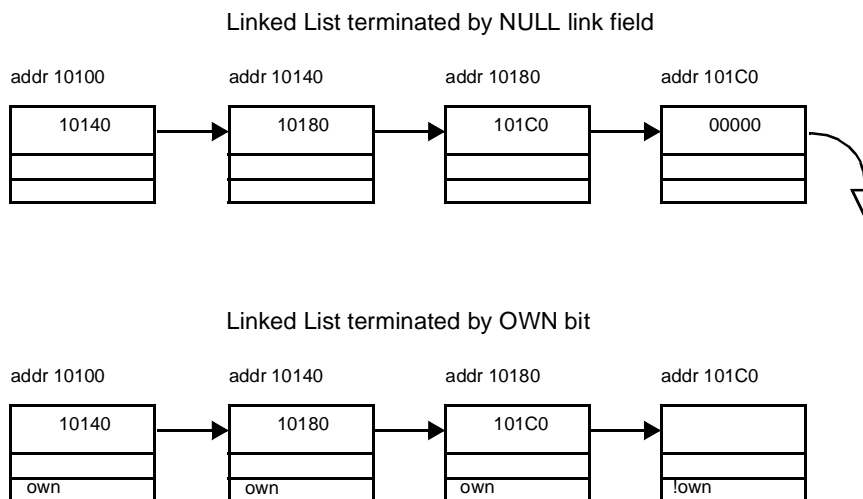 Linked List terminated by NULL link field
addr 10100 addr 10140 addr 10180 addr 101C0
10140 10180 101C0 00000
Linked List terminated by OWN bit
addr 10100 addr 10140 addr 10180 addr 101C0
10140 10180 101C0
own own own !own